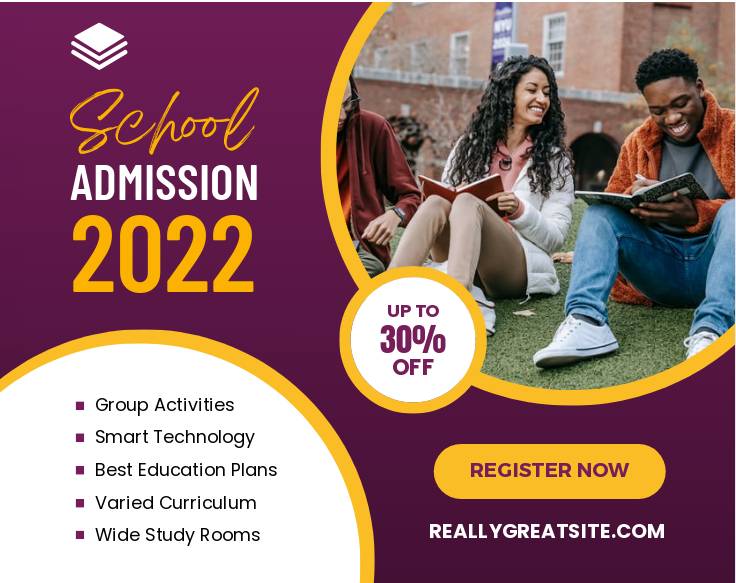 School
ADMISSION
2022
NYU
UP TO
30%
OFF
Group Activities
Smart Technology
Best Education Plans
Varied Curriculum
Wide Study Rooms
REGISTER NOW
REALLYGREATSITE.COM